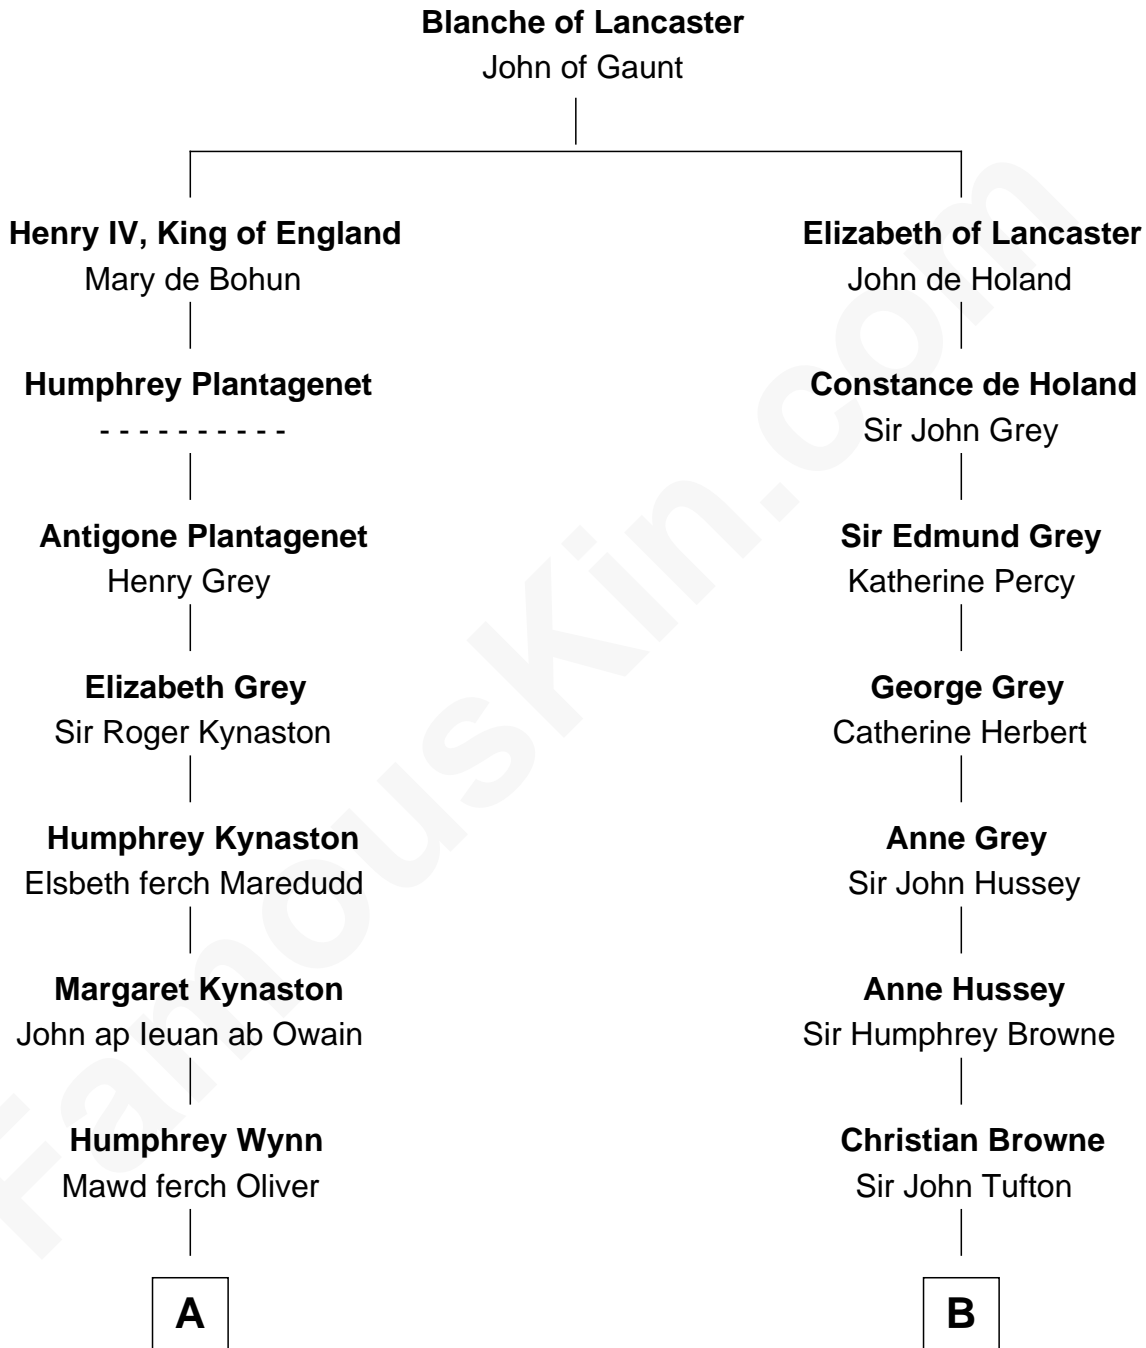 Blanche of Lancaster
John of Gaunt
Henry IV, King of England
Mary de Bohun
Elizabeth of Lancaster
John de Holand
Humphrey Plantagenet
- - - - - - - - - -
Constance de Holand
Sir John Grey
Antigone Plantagenet
Henry Grey
Sir Edmund Grey
Katherine Percy
Elizabeth Grey
Sir Roger Kynaston
George Grey
Catherine Herbert
Humphrey Kynaston
Elsbeth ferch Maredudd
Anne Grey
Sir John Hussey
Margaret Kynaston
John ap Ieuan ab Owain
Anne Hussey
Sir Humphrey Browne
Humphrey Wynn
Mawd ferch Oliver
Christian Browne
Sir John Tufton
A
B
FamousKin.com